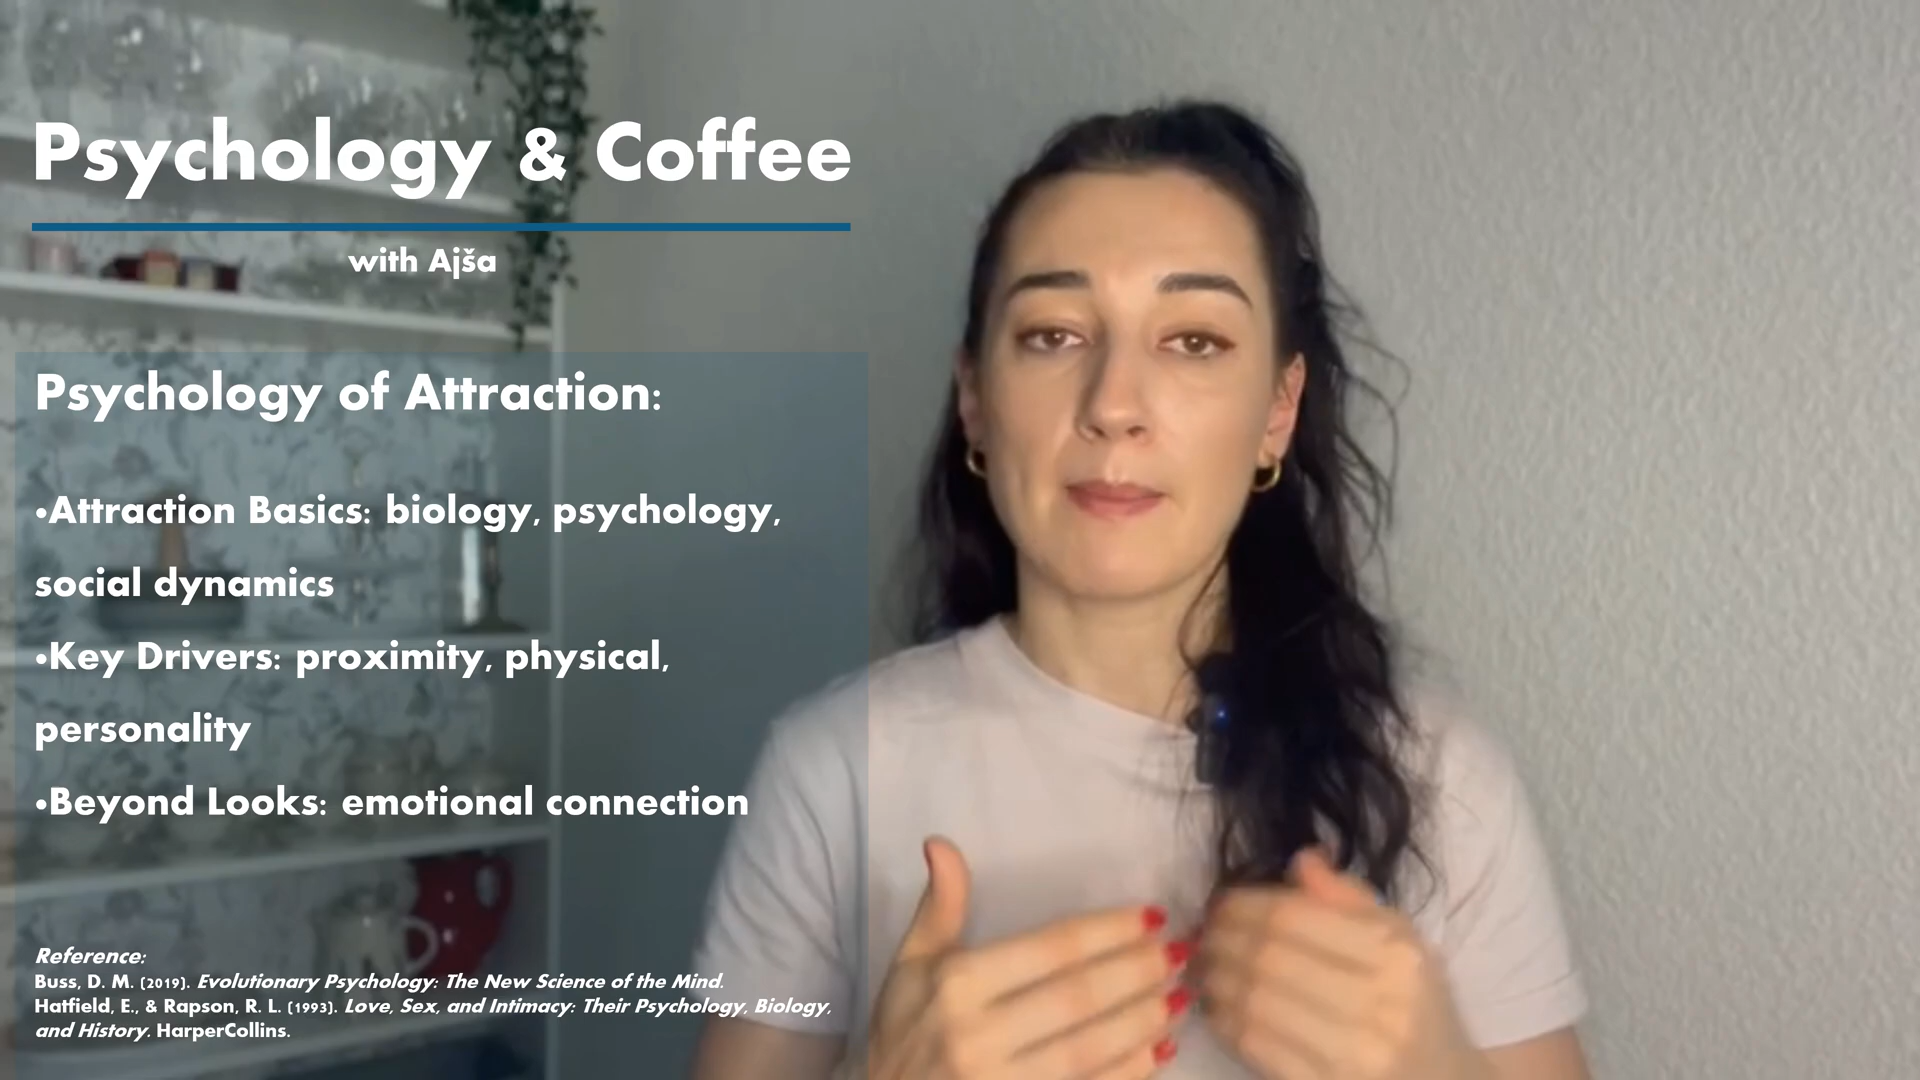 Psychology & Coffee
with Ajša
Psychology of Attraction:
•Attraction Basics: biology, psychology,
social dynamics
•Key Drivers: proximity, physical,
personality
•Beyond Looks: emotional connection
Reference:
Buss, D. M. (2019). Evolutionary Psychology: The New Science of the Mind.
Hatfield, E., & Rapson, R. L. (1993). Love, Sex, and Intimacy: Their Psychology, Biology,
and History. HarperCollins.